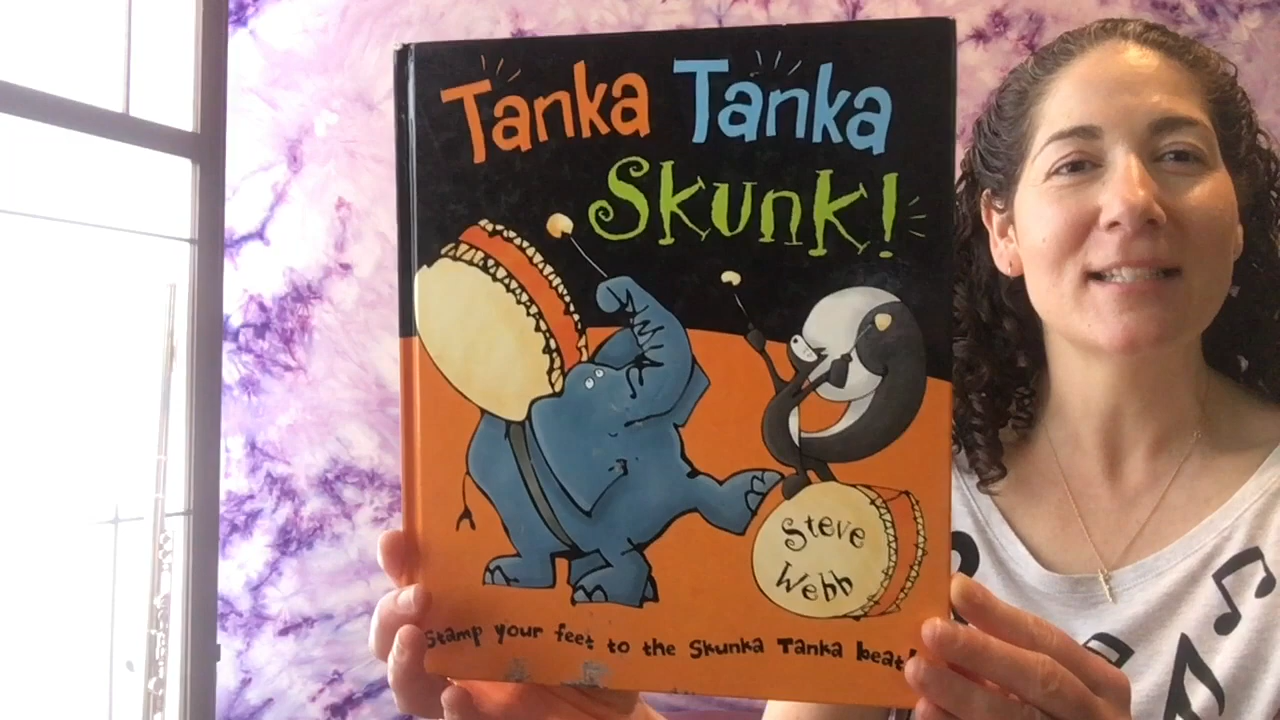 Tanka Tanka
Skunk!
Steve
Webb
Stamp your feet to the Skunka Tanka beat!